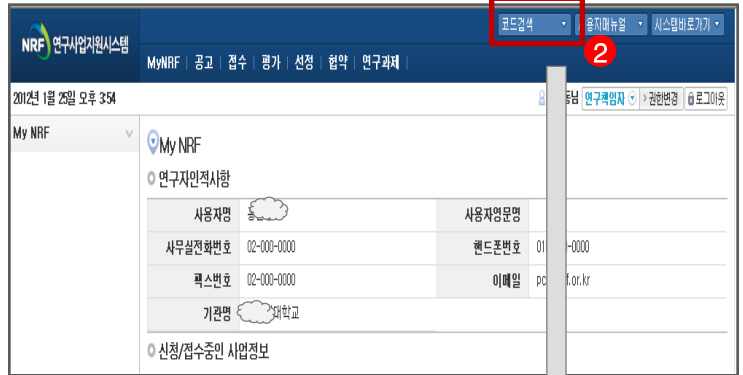 코드검색 사용자매뉴얼 시스템바로가기
NRF 연구사업지원시스템
2
MyNRF 공고 접수 평가 선정 협약 연구과제
2012년 1월 25일 오후 3:54 동님 연구책임자 > 권한변경 로그아웃
My NRF
My NRF
연구자인적사항
사용자명 사용자영문명
사무실전화번호 02-000-0000 핸드폰번호 01 -0000
팩스번호 02-000-0000 이메일 pc f.or.kr
기관명 대학교
신청/접수중인 사업정보